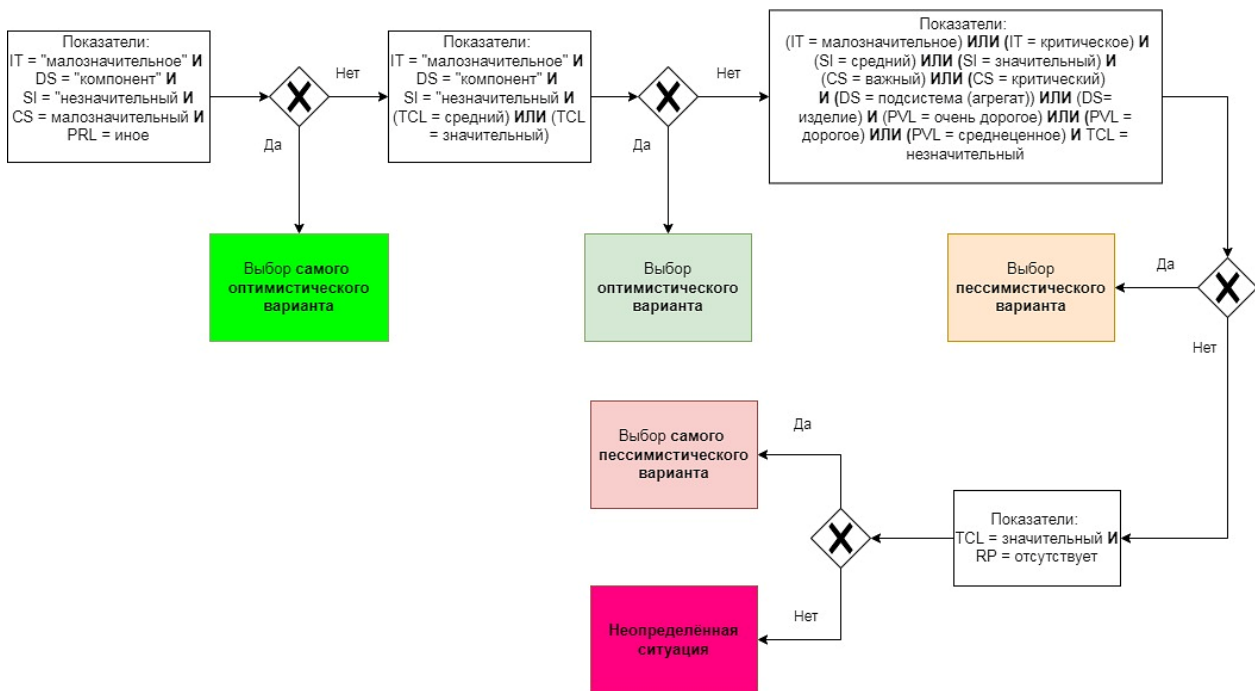 Показатели:
IT = "малозначительное" И
DS = "компонент" И
SI = "незначительный И
CS = малозначительный И
PRL = иное
Нет
Да
Показатели:
IT = "малозначительное" И
DS = "компонент" И
SI = "незначительный И
(TCL = средний) ИЛИ (TCL
= значительный)
Нет
Да
Показатели:
(IT = малозначительное) ИЛИ (IT = критическое) И
(SI = средний) ИЛИ (SI = значительный) И
(CS = важный) ИЛИ (CS = критический)
И (DS = подсистема (агрегат)) ИЛИ (DS=
изделие) И (PVL = очень дорогое) ИЛИ (PVL =
дорогое) ИЛИ (PVL = среднеценное) И TCL =
незначительный
Выбор самого
оптимистического
варианта
Выбор
оптимистического
варианта
Выбор
пессимистического
варианта
Да
Нет
Выбор самого
пессимистического
варианта
Да
Показатели:
TCL = значительный И
RP = отсутствует
Нет
Неопределённая
ситуация